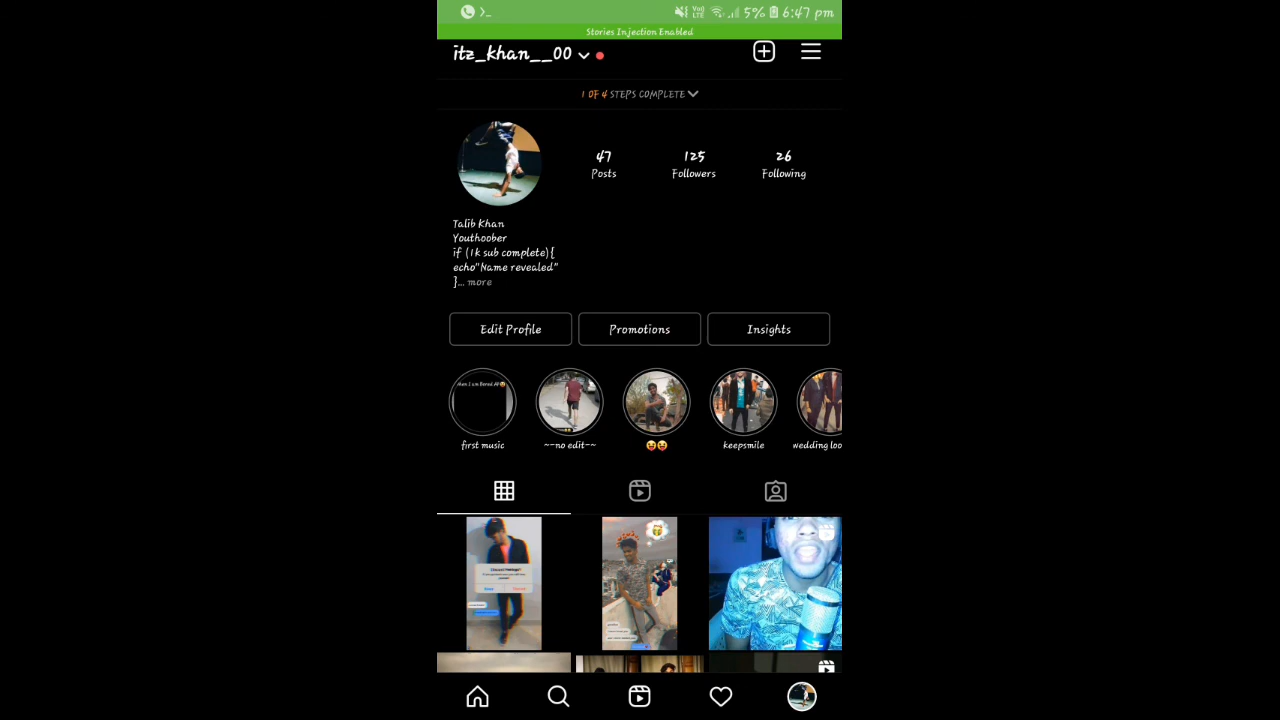 5% 6:47 pm
Stories Injection Enabled
itz_khan__00
1 OF 4 STEPS COMPLETE
47 125 26
Posts Followers Following
Talib Khan
Youthoober
if (1k sub complete){
echo"Name revealed"
}... more
Edit Profile Promotions Insights
first music ~~no edit~~ keepsmile wedding loo